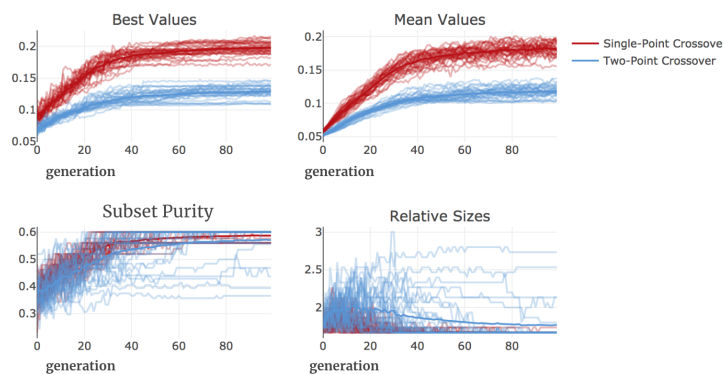 Best Values
Mean Values
0.2
0.15
0.1
0.05
0 20 40 60 80
generation
0.2
0.15
0.1
0.05
0 20 40 60 80
generation
Single-Point Crossove
Two-Point Crossover
Subset Purity
Relative Sizes
0.6
0.5
0.4
0.3
0 20 40 60 80
generation
3
2.5
2
0 20 40 60 80
generation